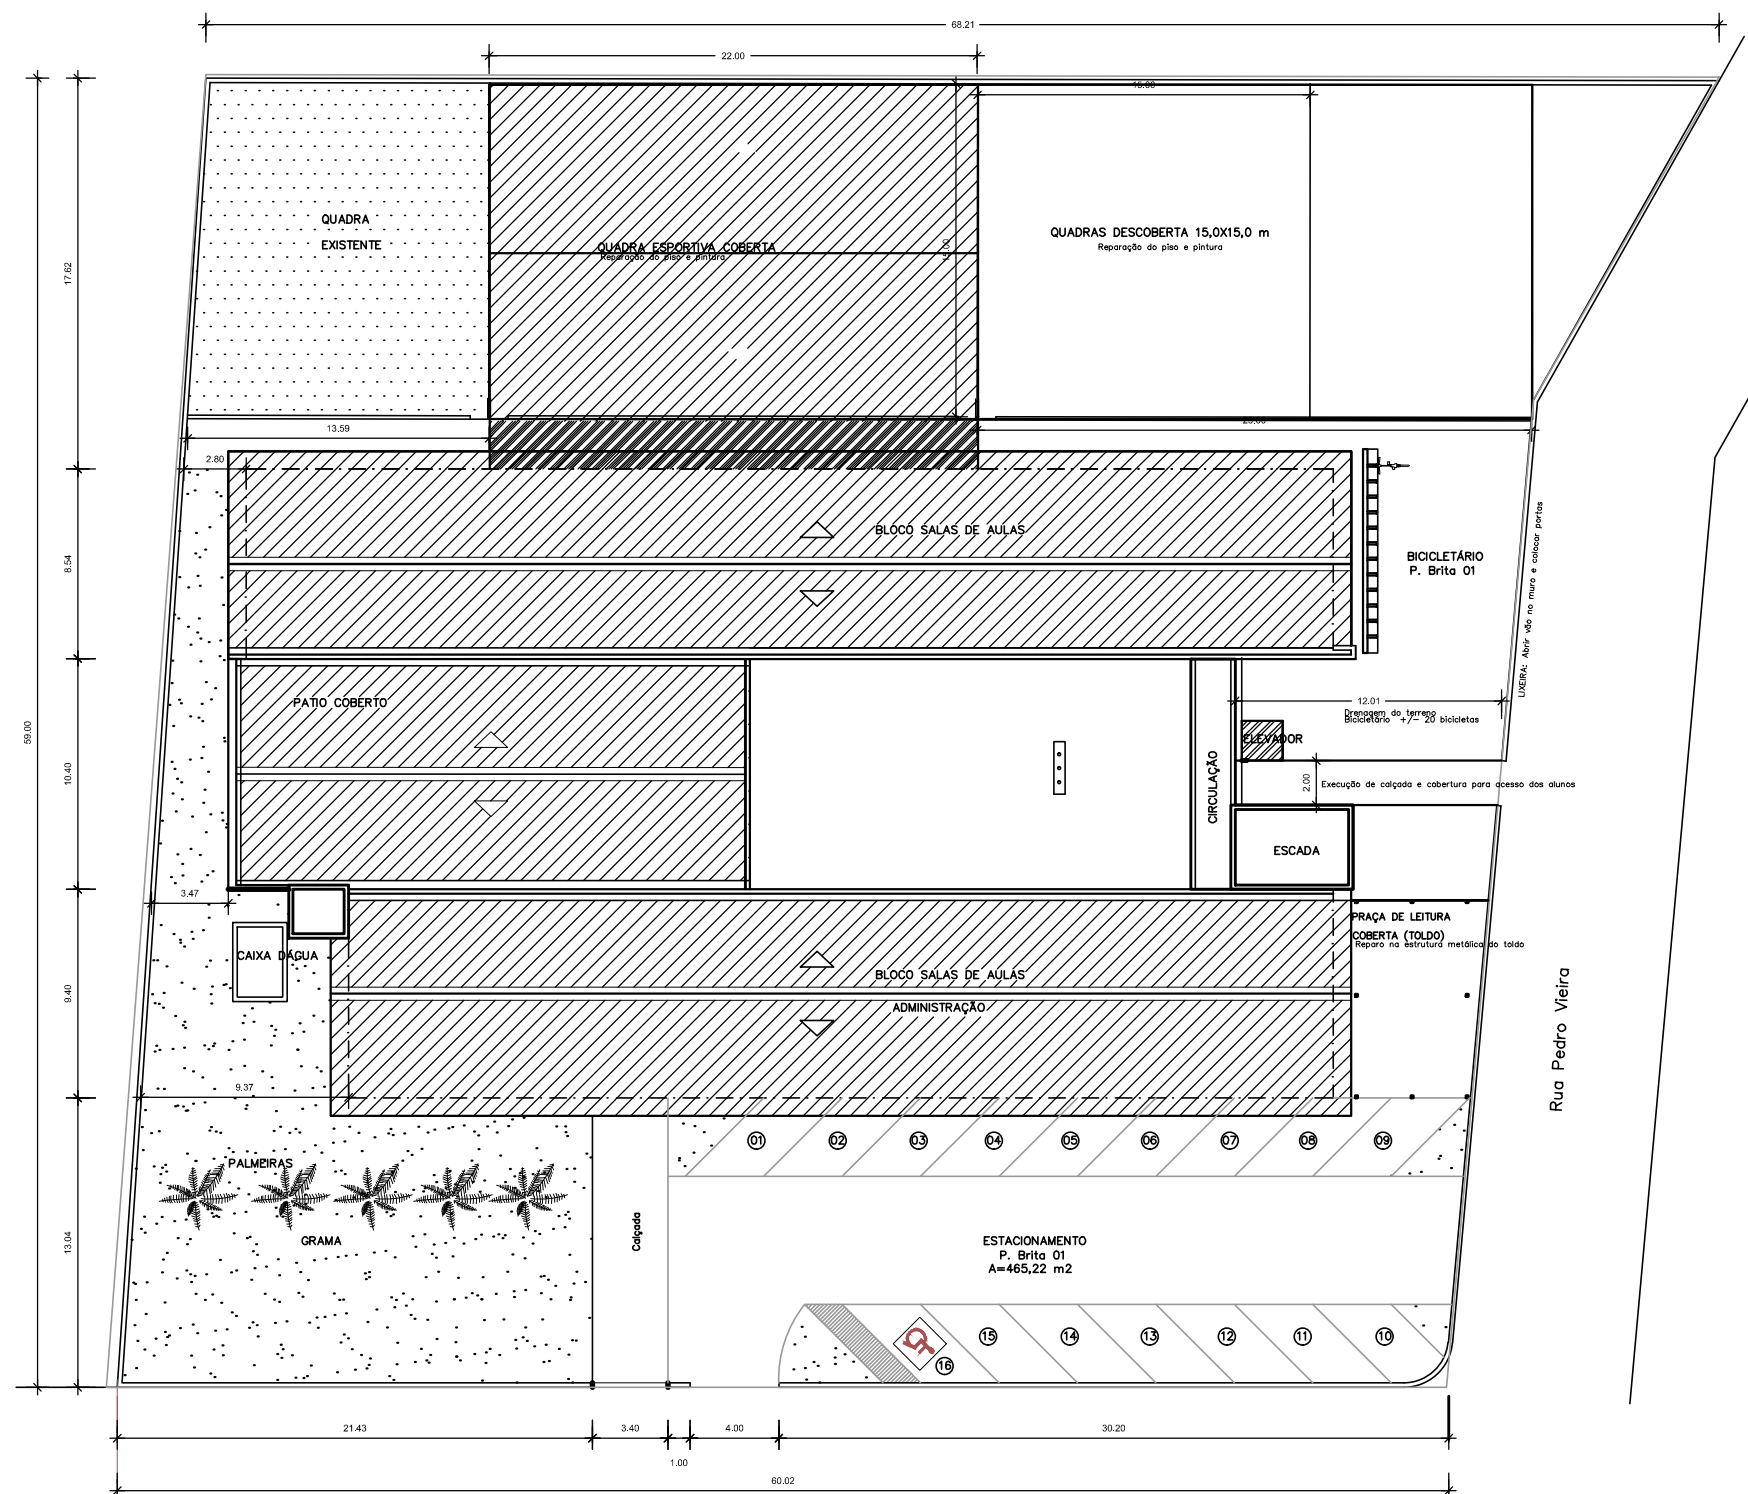 68.21
22.00
15.00
QUADRA
EXISTENTE
QUADRA ESPORTIVA COBERTA
Reparação do piso e pintura
15.00
QUADRAS DESCOBERTA 15,0X15,0 m
Reparação do piso e pintura
17.62
13.59
25.00
2.80
BLOCO SALAS DE AULAS
8.54
BICICLETÁRIO
P. Brita 01
LIXEIRA: Abrir vão no muro e colocar portas
59.00
PATIO COBERTO
12.01
Drenagem do terreno
Bicicletário +/- 20 bicicletas
ELEVADOR
10.40
CIRCULAÇÃO
2.00
Execução de calçada e cobertura para acesso dos alunos
ESCADA
3.47
PRAÇA DE LEITURA
COBERTA (TOLDO)
Reparo na estrutura metálica do toldo
CAIXA DÁGUA
BLOCO SALAS DE AULAS
ADMINISTRAÇÃO
9.40
Rua Pedro Vieira
9.37
01 02 03 04 05 06 07 08 09
PALMEIRAS
GRAMA
Calçada
13.04
ESTACIONAMENTO
P. Brita 01
A=465,22 m2
16 15 14 13 12 11 10
21.43 3.40 4.00 30.20
1.00
60.02